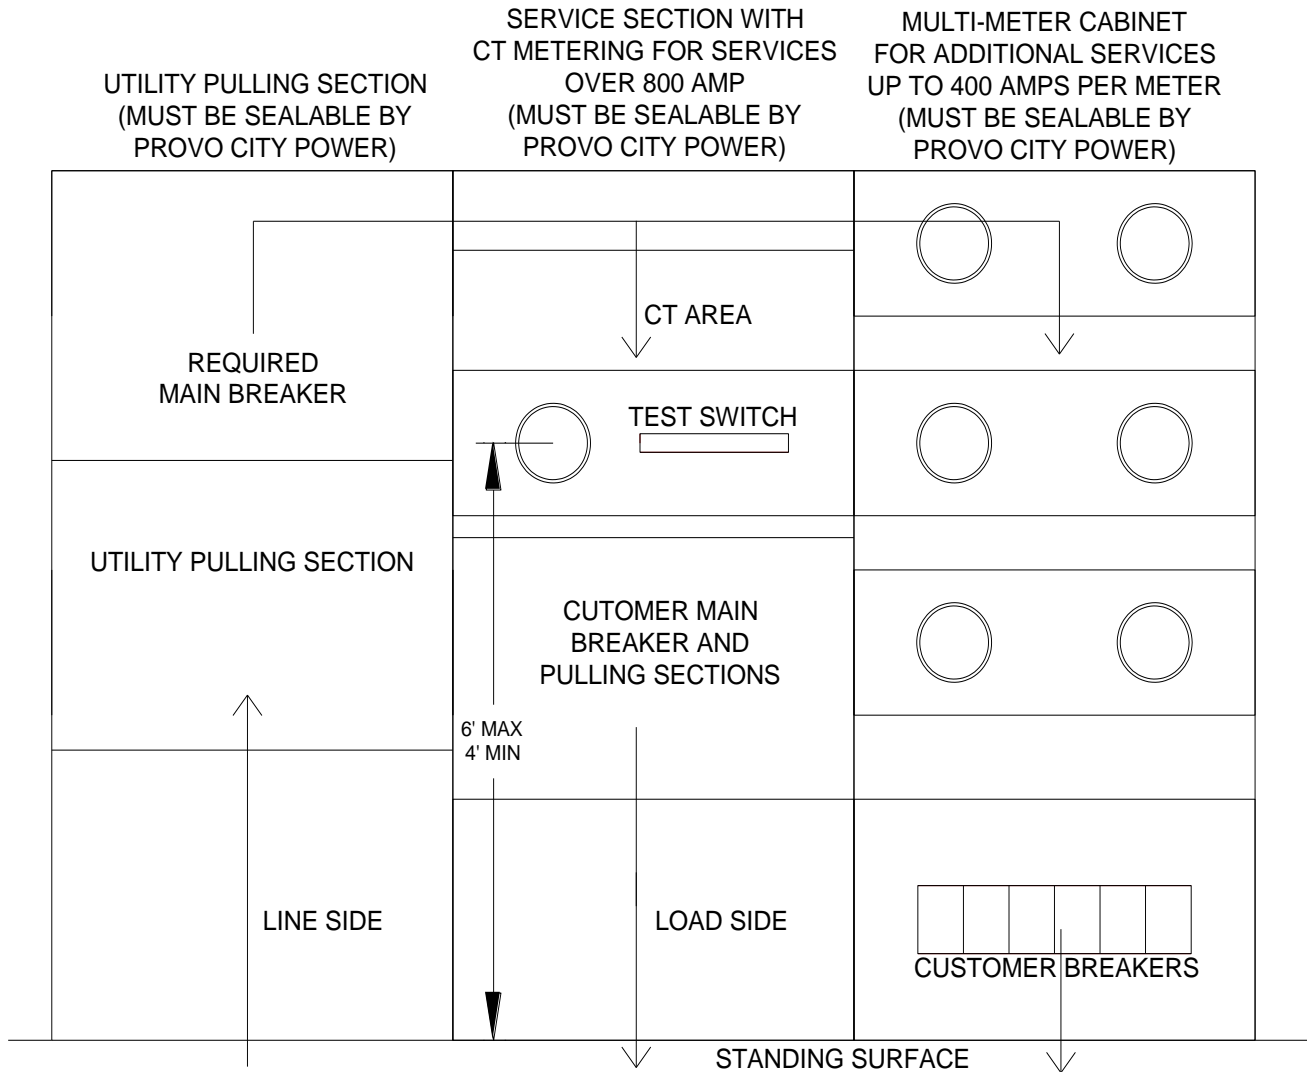 UTILITY PULLING SECTION
(MUST BE SEALABLE BY
PROVO CITY POWER)
SERVICE SECTION WITH
CT METERING FOR SERVICES
OVER 800 AMP
(MUST BE SEALABLE BY
PROVO CITY POWER)
MULTI-METER CABINET
FOR ADDITIONAL SERVICES
UP TO 400 AMPS PER METER
(MUST BE SEALABLE BY
PROVO CITY POWER)
REQUIRED
MAIN BREAKER
CT AREA
TEST SWITCH
UTILITY PULLING SECTION
CUTOMER MAIN
BREAKER AND
PULLING SECTIONS
6' MAX
4' MIN
LINE SIDE
LOAD SIDE
CUSTOMER BREAKERS
STANDING SURFACE